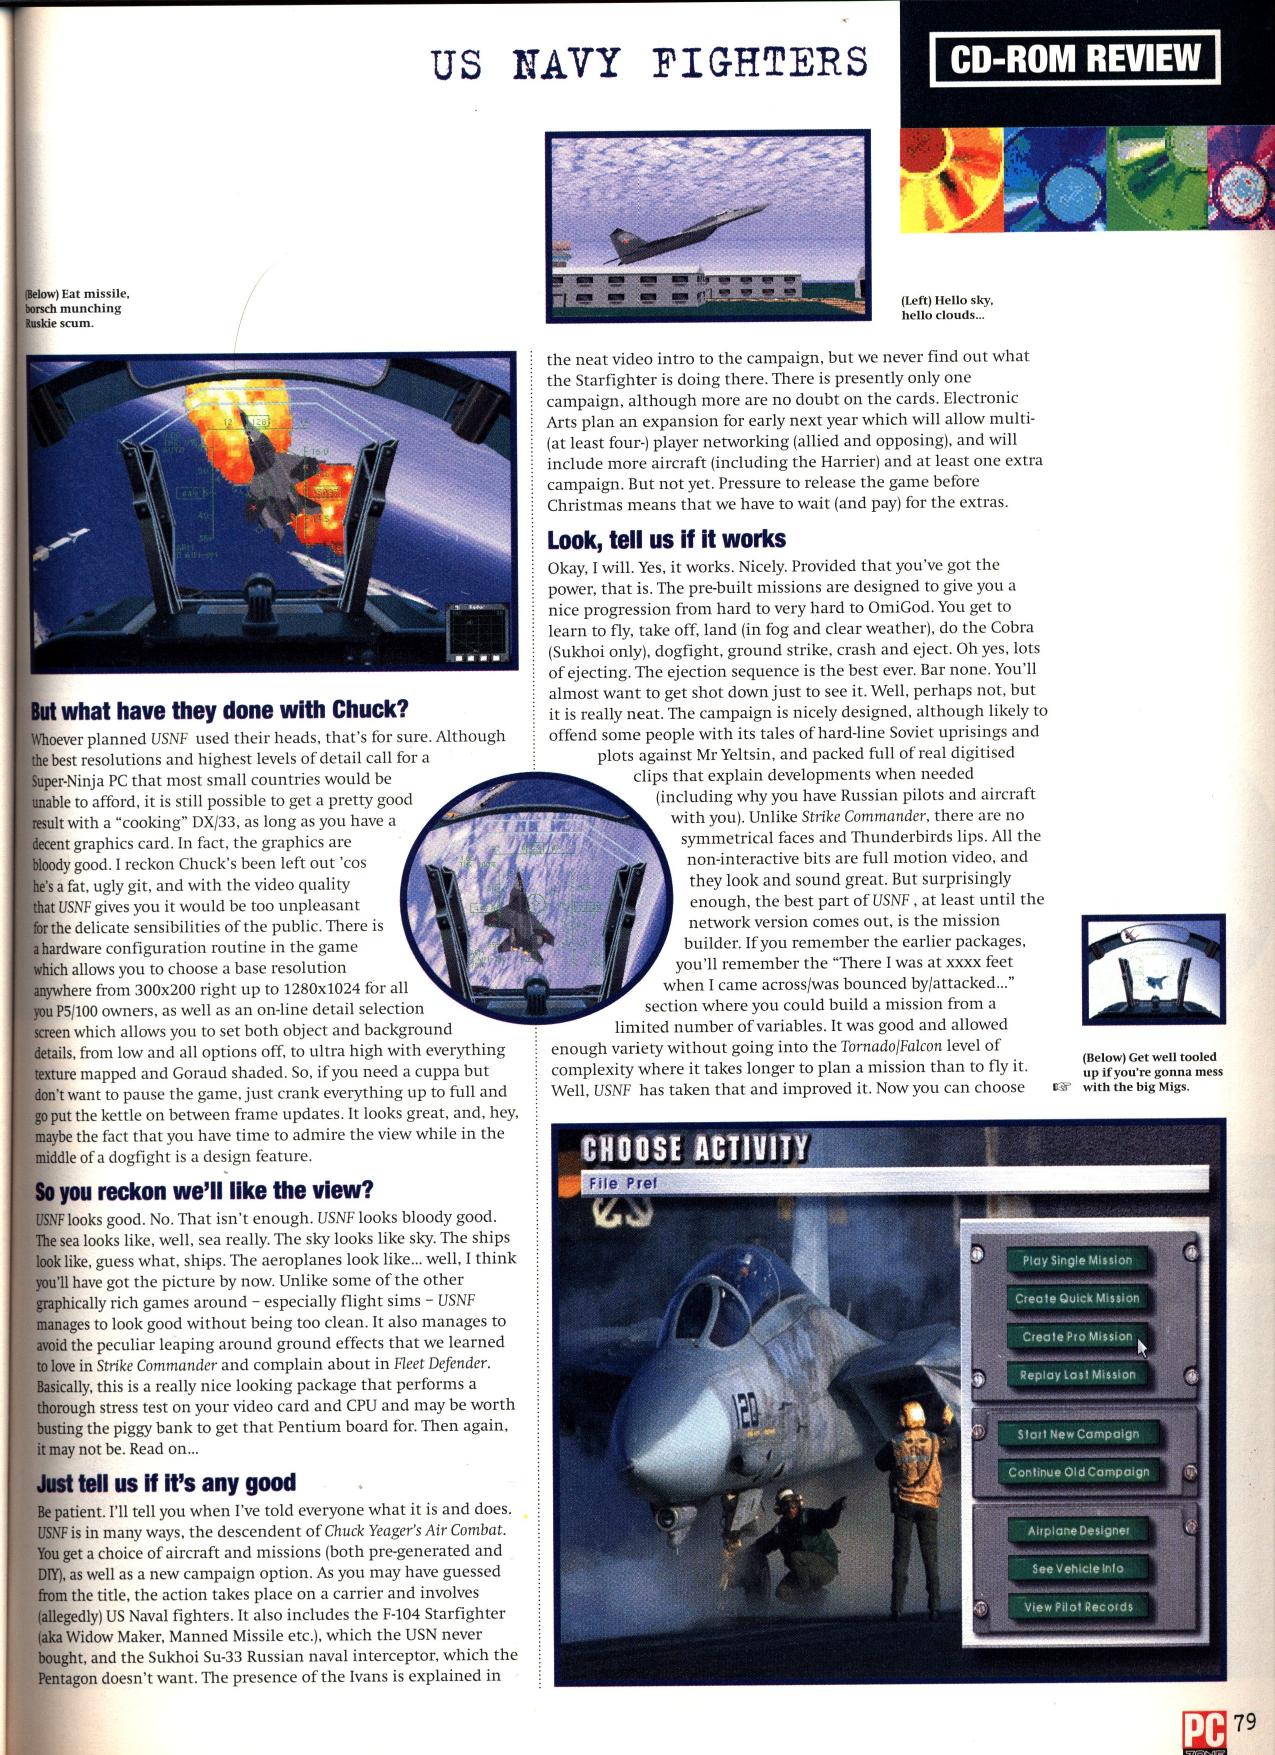 US NAVY FIGHTERS
CD-ROM REVIEW
(Below) Eat missile,
borsch munching
Ruskie scum.
(Left) Hello sky,
hello clouds...
But what have they done with Chuck?
Whoever planned USNF used their heads, that's for sure. Although
the best resolutions and highest levels of detail call for a
Super-Ninja PC that most small countries would be
unable to afford, it is still possible to get a pretty good
result with a “cooking” DX/33, as long as you have a
decent graphics card. In fact, the graphics are
bloody good. I reckon Chuck's been left out 'cos
he's a fat, ugly git, and with the video quality
that USNF gives you it would be too unpleasant
for the delicate sensibilities of the public. There is
a hardware configuration routine in the game
which allows you to choose a base resolution
anywhere from 300x200 right up to 1280x1024 for all
you P5/100 owners, as well as an on-line detail selection
screen which allows you to set both object and background
details, from low and all options off, to ultra high with everything
texture mapped and Goraud shaded. So, if you need a cuppa but
don't want to pause the game, just crank everything up to full and
go put the kettle on between frame updates. It looks great, and, hey,
maybe the fact that you have time to admire the view while in the
middle of a dogfight is a design feature.
So you reckon we'll like the view?
USNF looks good. No. That isn't enough. USNF looks bloody good.
The sea looks like, well, sea really. The sky looks like sky. The ships
look like, guess what, ships. The aeroplanes look like... well, I think
you'll have got the picture by now. Unlike some of the other
graphically rich games around – especially flight sims – USNF
manages to look good without being too clean. It also manages to
avoid the peculiar leaping around ground effects that we learned
to love in Strike Commander and complain about in Fleet Defender.
Basically, this is a really nice looking package that performs a
thorough stress test on your video card and CPU and may be worth
busting the piggy bank to get that Pentium board for. Then again,
it may not be. Read on...
Just tell us if it's any good
Be patient. I'll tell you when I've told everyone what it is and does.
USNF is in many ways, the descendent of Chuck Yeager's Air Combat.
You get a choice of aircraft and missions (both pre-generated and
DIY), as well as a new campaign option. As you may have guessed
from the title, the action takes place on a carrier and involves
(allegedly) US Naval fighters. It also includes the F-104 Starfighter
(aka Widow Maker, Manned Missile etc.), which the USN never
bought, and the Sukhoi Su-33 Russian naval interceptor, which the
Pentagon doesn't want. The presence of the Ivans is explained in
the neat video intro to the campaign, but we never find out what
the Starfighter is doing there. There is presently only one
campaign, although more are no doubt on the cards. Electronic
Arts plan an expansion for early next year which will allow multi-
(at least four-) player networking (allied and opposing), and will
include more aircraft (including the Harrier) and at least one extra
campaign. But not yet. Pressure to release the game before
Christmas means that we have to wait (and pay) for the extras.
Look, tell us if it works
Okay, I will. Yes, it works. Nicely. Provided that you've got the
power, that is. The pre-built missions are designed to give you a
nice progression from hard to very hard to OmiGod. You get to
learn to fly, take off, land (in fog and clear weather), do the Cobra
(Sukhoi only), dogfight, ground strike, crash and eject. Oh yes, lots
of ejecting. The ejection sequence is the best ever. Bar none. You'll
almost want to get shot down just to see it. Well, perhaps not, but
it is really neat. The campaign is nicely designed, although likely to
offend some people with its tales of hard-line Soviet uprisings and
plots against Mr Yeltsin, and packed full of real digitised
clips that explain developments when needed
(including why you have Russian pilots and aircraft
with you). Unlike Strike Commander, there are no
symmetrical faces and Thunderbirds lips. All the
non-interactive bits are full motion video, and
they look and sound great. But surprisingly
enough, the best part of USNF , at least until the
network version comes out, is the mission
builder. If you remember the earlier packages,
you'll remember the “There I was at xxxx feet
when I came across/was bounced by/attacked...”
section where you could build a mission from a
limited number of variables. It was good and allowed
enough variety without going into the Tornado/Falcon level of
complexity where it takes longer to plan a mission than to fly it.
Well, USNF has taken that and improved it. Now you can choose
(Below) Get well tooled
up if you're gonna mess
with the big Migs.
CHOOSE ACTIVITY
File Pref
120
Play Single Mission
Create Quick Mission
Create Pro Mission
Replay Last Mission
Start New Campaign
Continue Old Campaign
Airplane Designer
See Vehicle Info
View Pilot Records
PC
ZONE
79